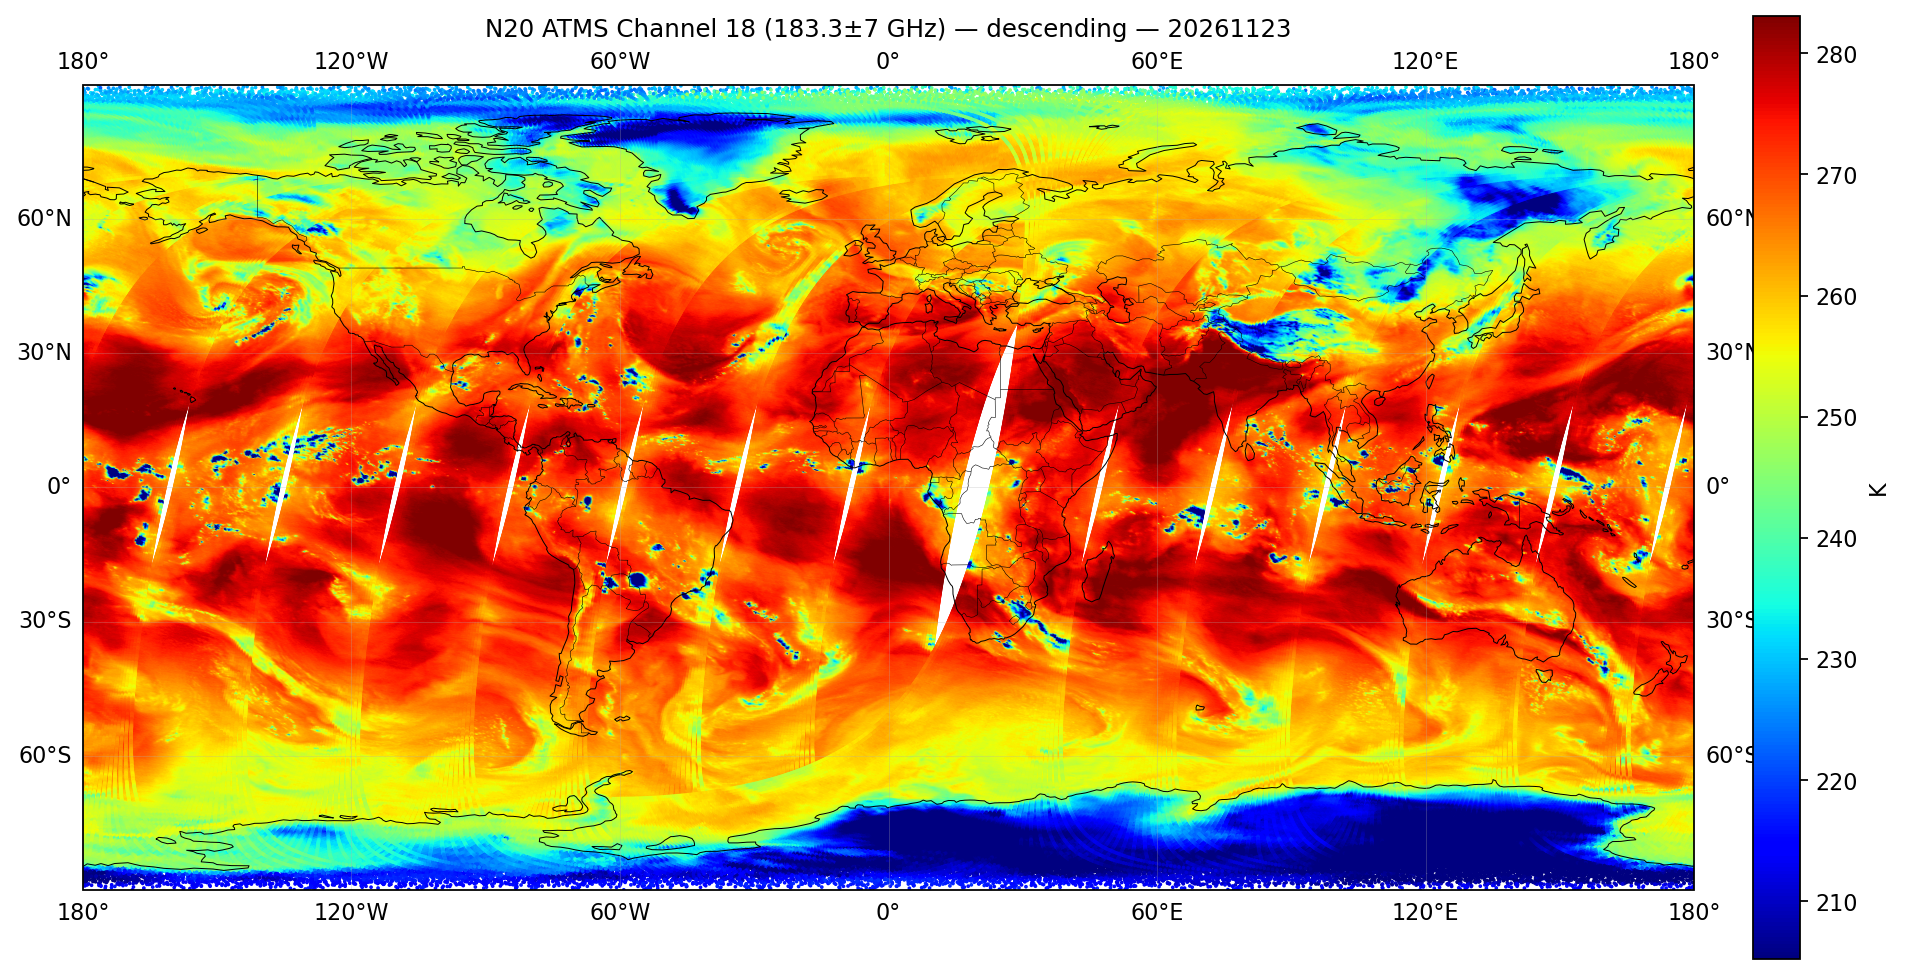 N20 ATMS Channel 18 (183.3±7 GHz) — descending — 20261123
180° 120°W 60°W 0° 60°E 120°E 180°
280
270
60°N 60°N
260
30°N 30°N
250
0° 0° K
240
30°S 30°S
230
60°S 60°S
220
210
180° 120°W 60°W 0° 60°E 120°E 180°